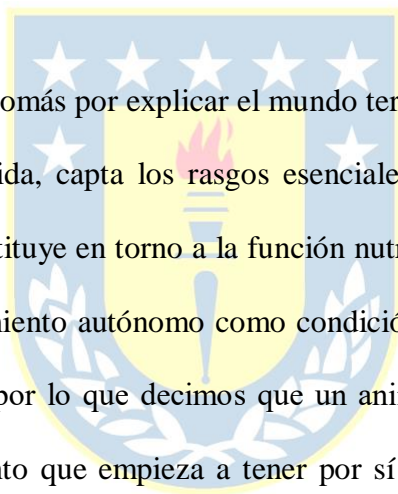 omás por explicar el mundo ter
ida, capta los rasgos esenciale
tituye en torno a la función nutr
miento autónomo como condició
por lo que decimos que un ani
nto que empieza a tener por sí